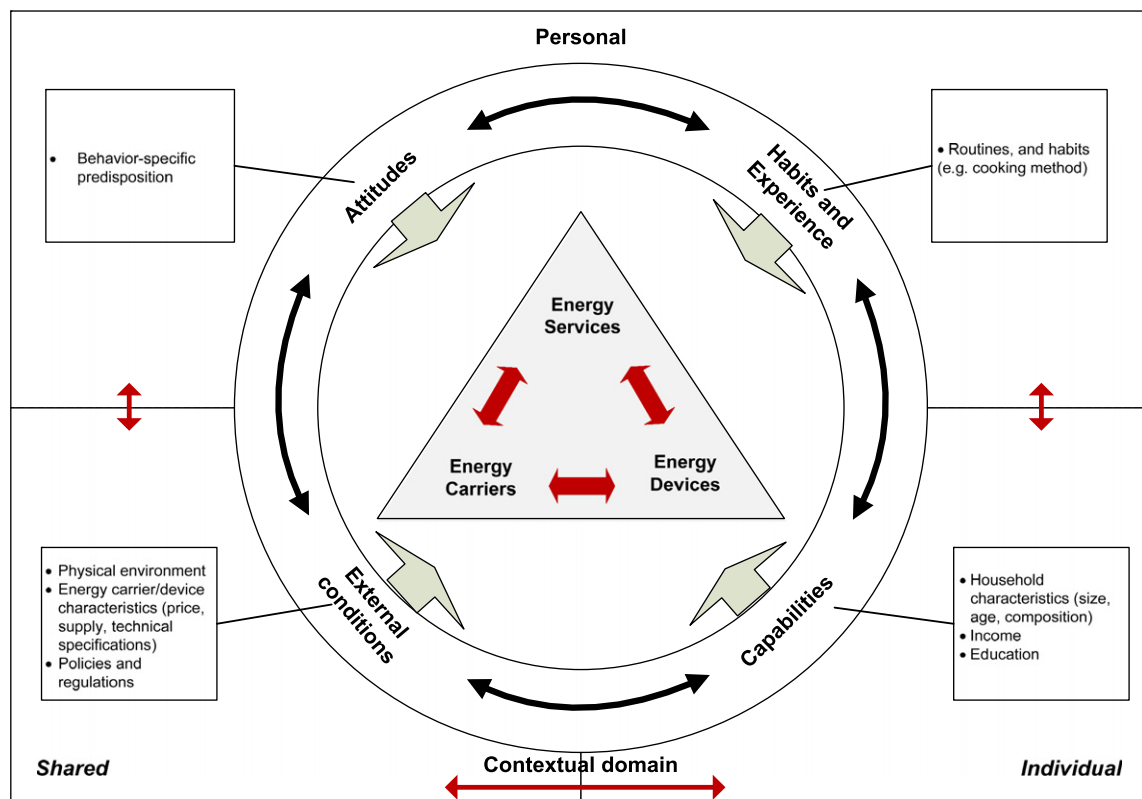 Personal
• Behavior-specific
predisposition
Attitudes
Habits and
Experience
• Routines, and habits
(e.g. cooking method)
Energy
Services
Energy
Carriers
Energy
Devices
• Physical environment
• Energy carrier/device
characteristics (price,
supply, technical
specifications)
• Policies and
regulations
External
conditions
Capabilities
• Household
characteristics (size,
age, composition)
• Income
• Education
Shared
Contextual domain
Individual